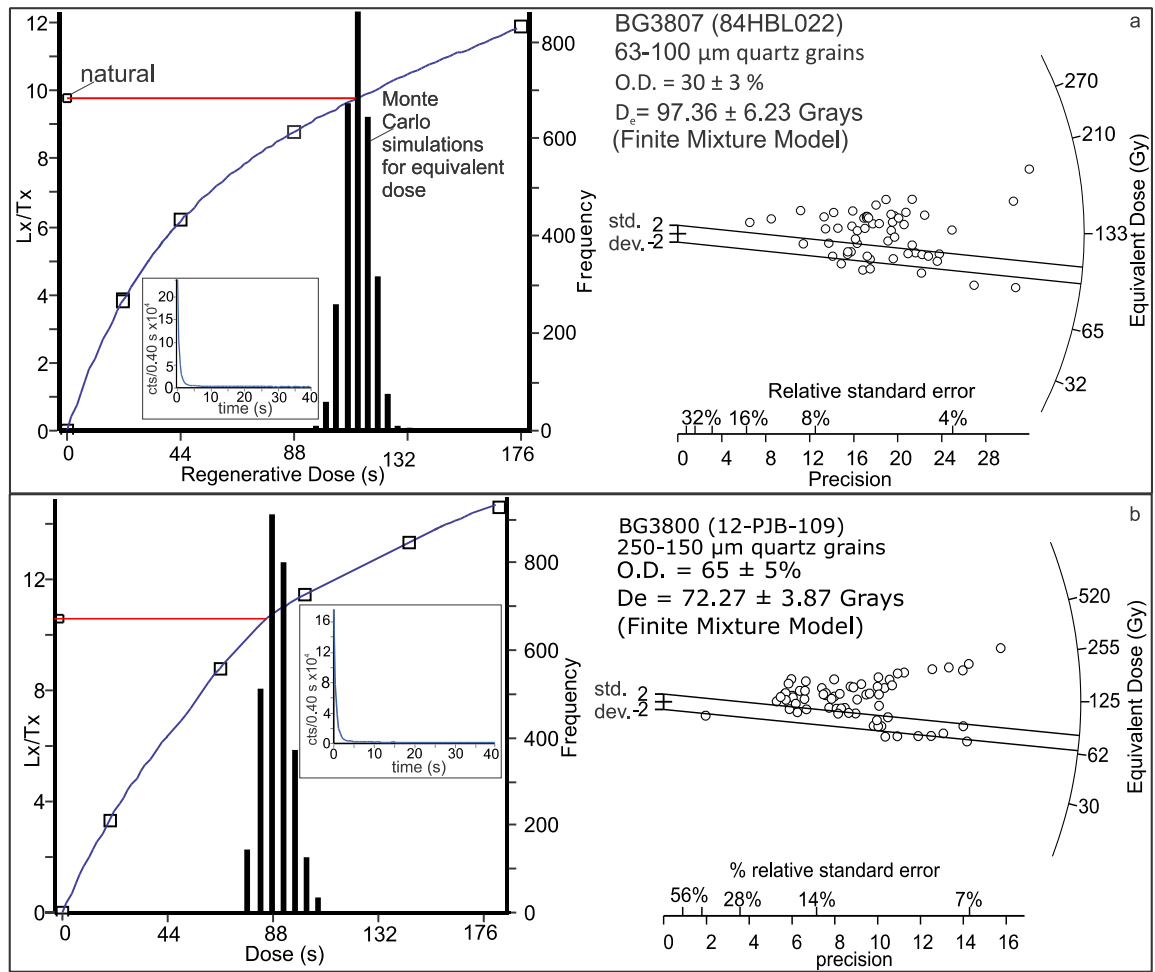 a
BG3807 (84HBL022)
63-100 µm quartz grains
O.D. = 30 ± 3 %
De= 97.36 ± 6.23 Grays
(Finite Mixture Model)
natural
Monte
Carlo
simulations
for equivalent
dose
Lx/Tx
12
10
8
6
4
2
0
0 44 88 132 176
Regenerative Dose (s)
Frequency
800
600
400
200
0
cts/0.40 s x10⁴
20
15
10
5
0
0 10 20 30 40
time (s)
std. 2
dev. -2
270
210
133
65
32
Equivalent Dose (Gy)
Relative standard error
32% 16% 8% 4%
0 4 8 12 16 20 24 28
Precision
b
BG3800 (12-PJB-109)
250-150 µm quartz grains
O.D. = 65 ± 5%
De = 72.27 ± 3.87 Grays
(Finite Mixture Model)
Lx/Tx
12
8
4
0
0 44 88 132 176
Dose (s)
Frequency
800
600
400
200
0
cts/0.40 s x10⁴
16
12
8
4
0
0 10 20 30 40
time (s)
std. 2
dev. -2
520
255
125
62
30
Equivalent Dose (Gy)
% relative standard error
56% 28% 14% 7%
0 2 4 6 8 10 12 14 16
precision